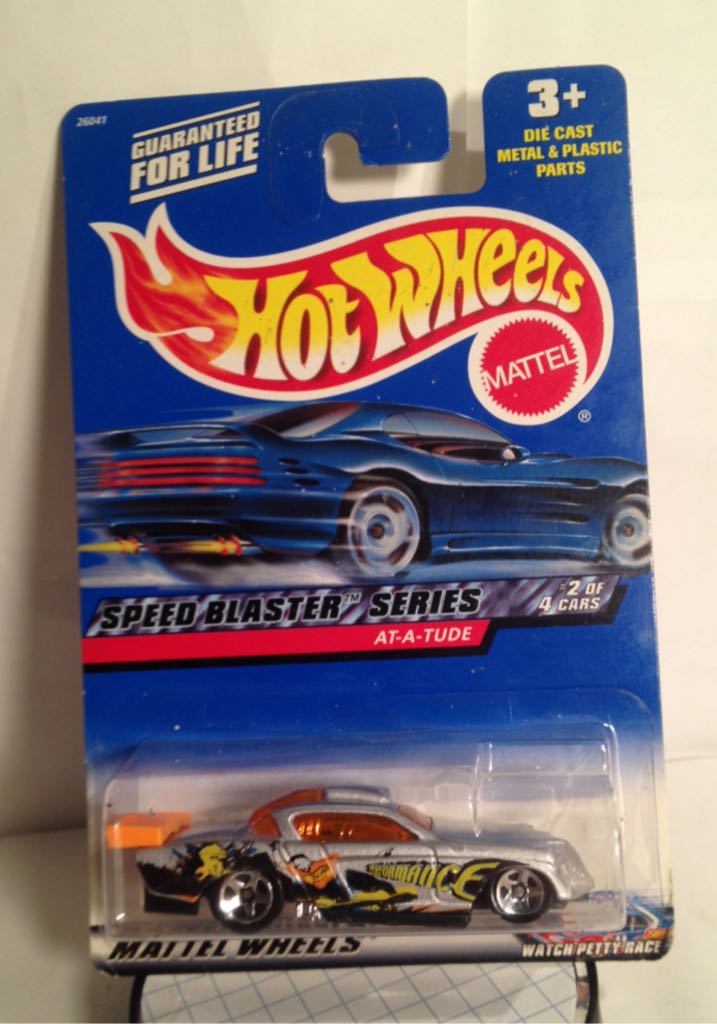 26041
GUARANTEED
FOR LIFE
3+
DIE CAST
METAL & PLASTIC
PARTS
HOT WHEELS
MATTEL
®
SPEED BLASTER™ SERIES
#2 OF
4 CARS
AT-A-TUDE
MATTEL WHEELS
WATCH PETTY RACE